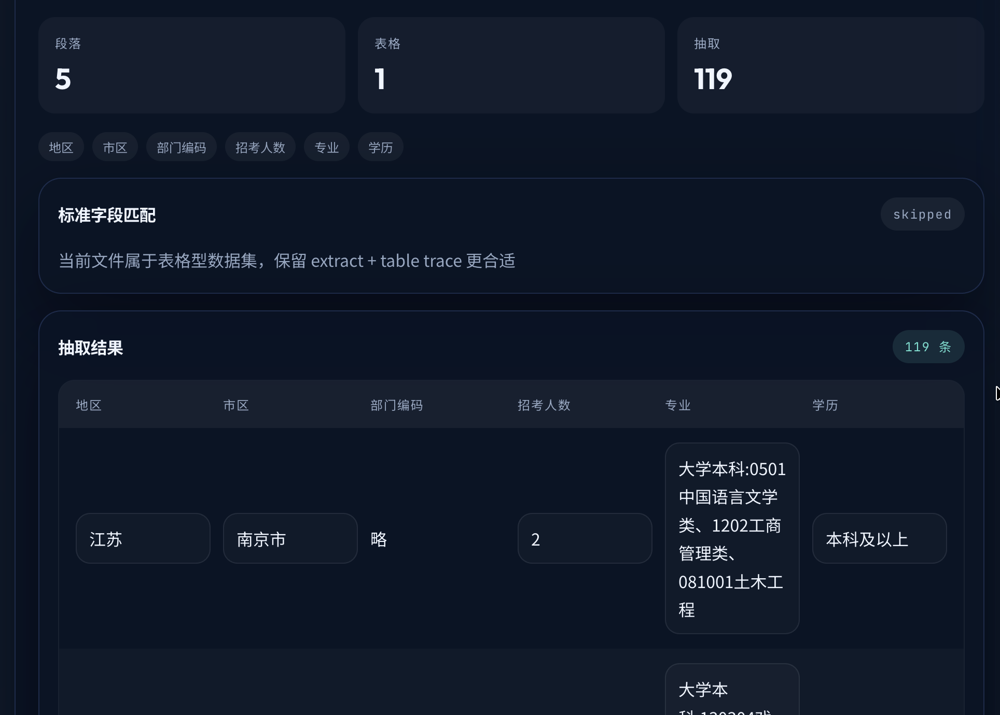 段落
5
表格
1
抽取
119
地区
市区
部门编码
招考人数
专业
学历
标准字段匹配
skipped
当前文件属于表格型数据集，保留 extract + table trace 更合适
抽取结果
119 条
地区
市区
部门编码
招考人数
专业
学历
江苏
南京市
略
2
大学本科:0501
中国语言文学
类、1202工商
管理类、
081001土木工
程
本科及以上
大学本